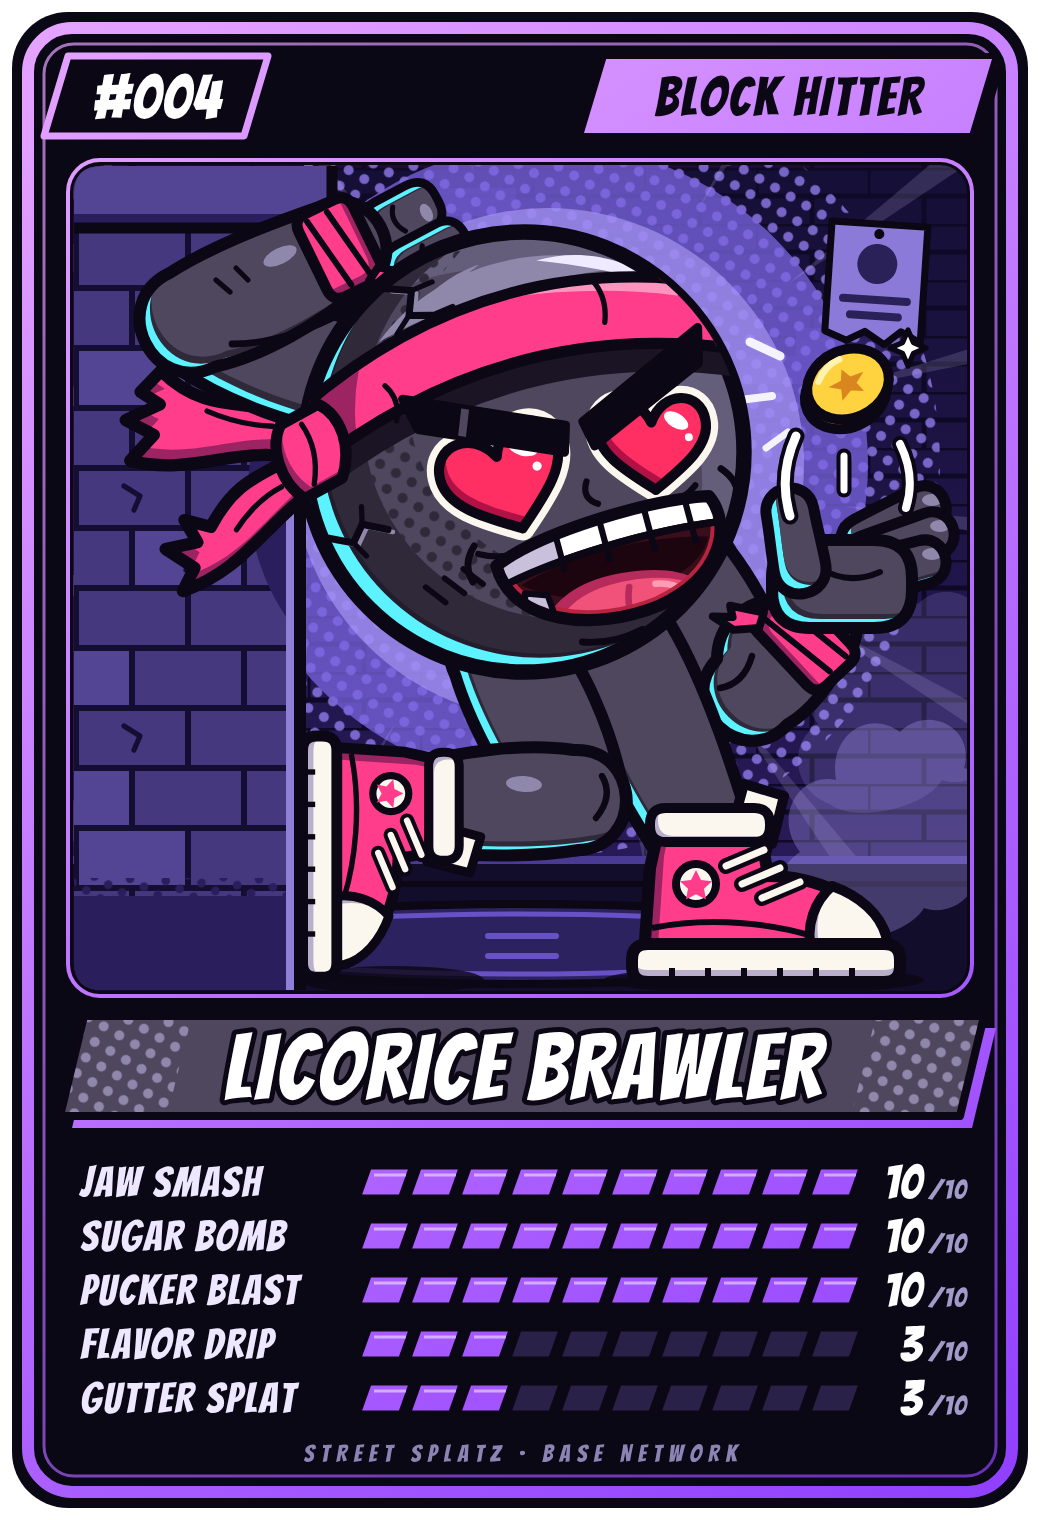 #004
BLOCK HITTER
LICORICE BRAWLER
JAW SMASH 10/10
SUGAR BOMB 10/10
PUCKER BLAST 10/10
FLAVOR DRIP 3/10
GUTTER SPLAT 3/10
STREET SPLATZ · BASE NETWORK